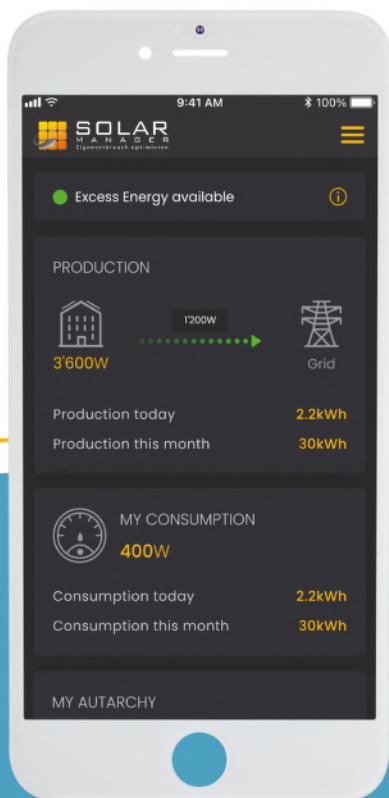 9:41 AM
100%
SOLAR
MANAGER
Eigenverbrauch optimieren
Excess Energy available
PRODUCTION
1'200W
3'600W
Grid
Production today 2.2kWh
Production this month 30kWh
MY CONSUMPTION
400W
Consumption today 2.2kWh
Consumption this month 30kWh
MY AUTARCHY